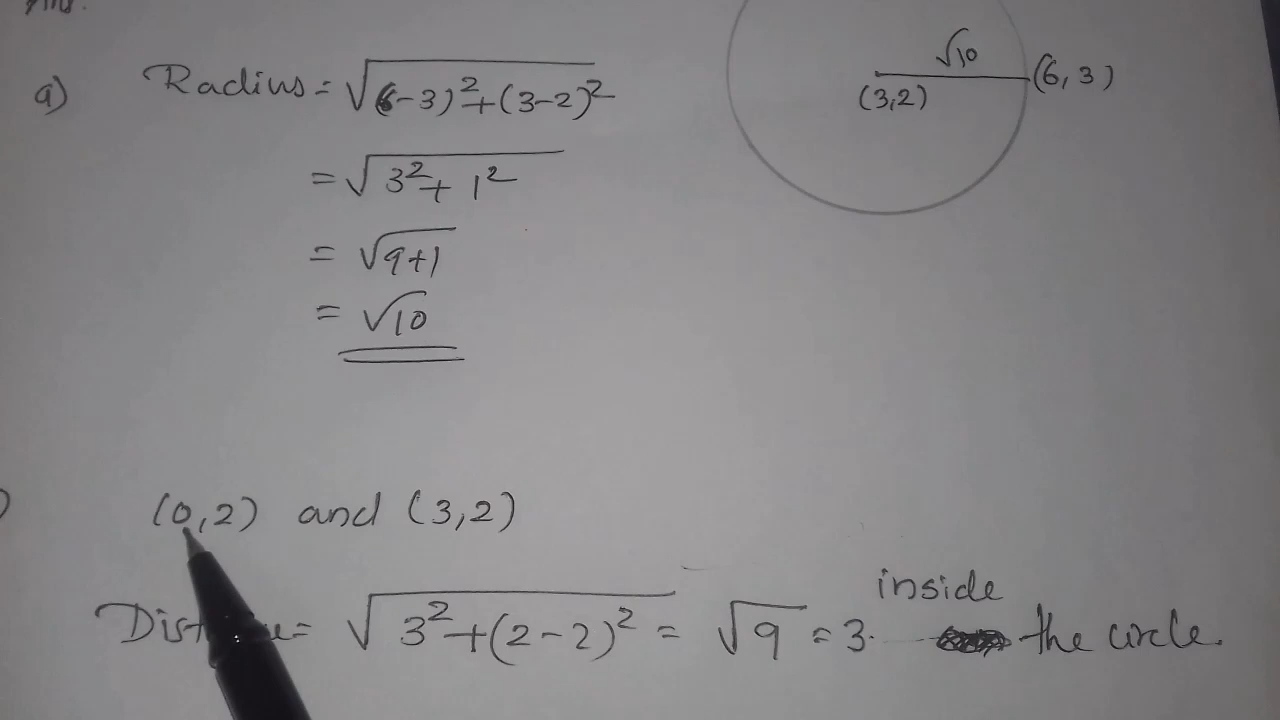 a) Radius = √(6-3)²+(3-2)²
= √3²+1²
= √9+1
= √10
√10
(3,2)
(6,3)
(0,2) and (3,2)
= √3²+(2-2)² = √9 = 3.
inside
the circle.